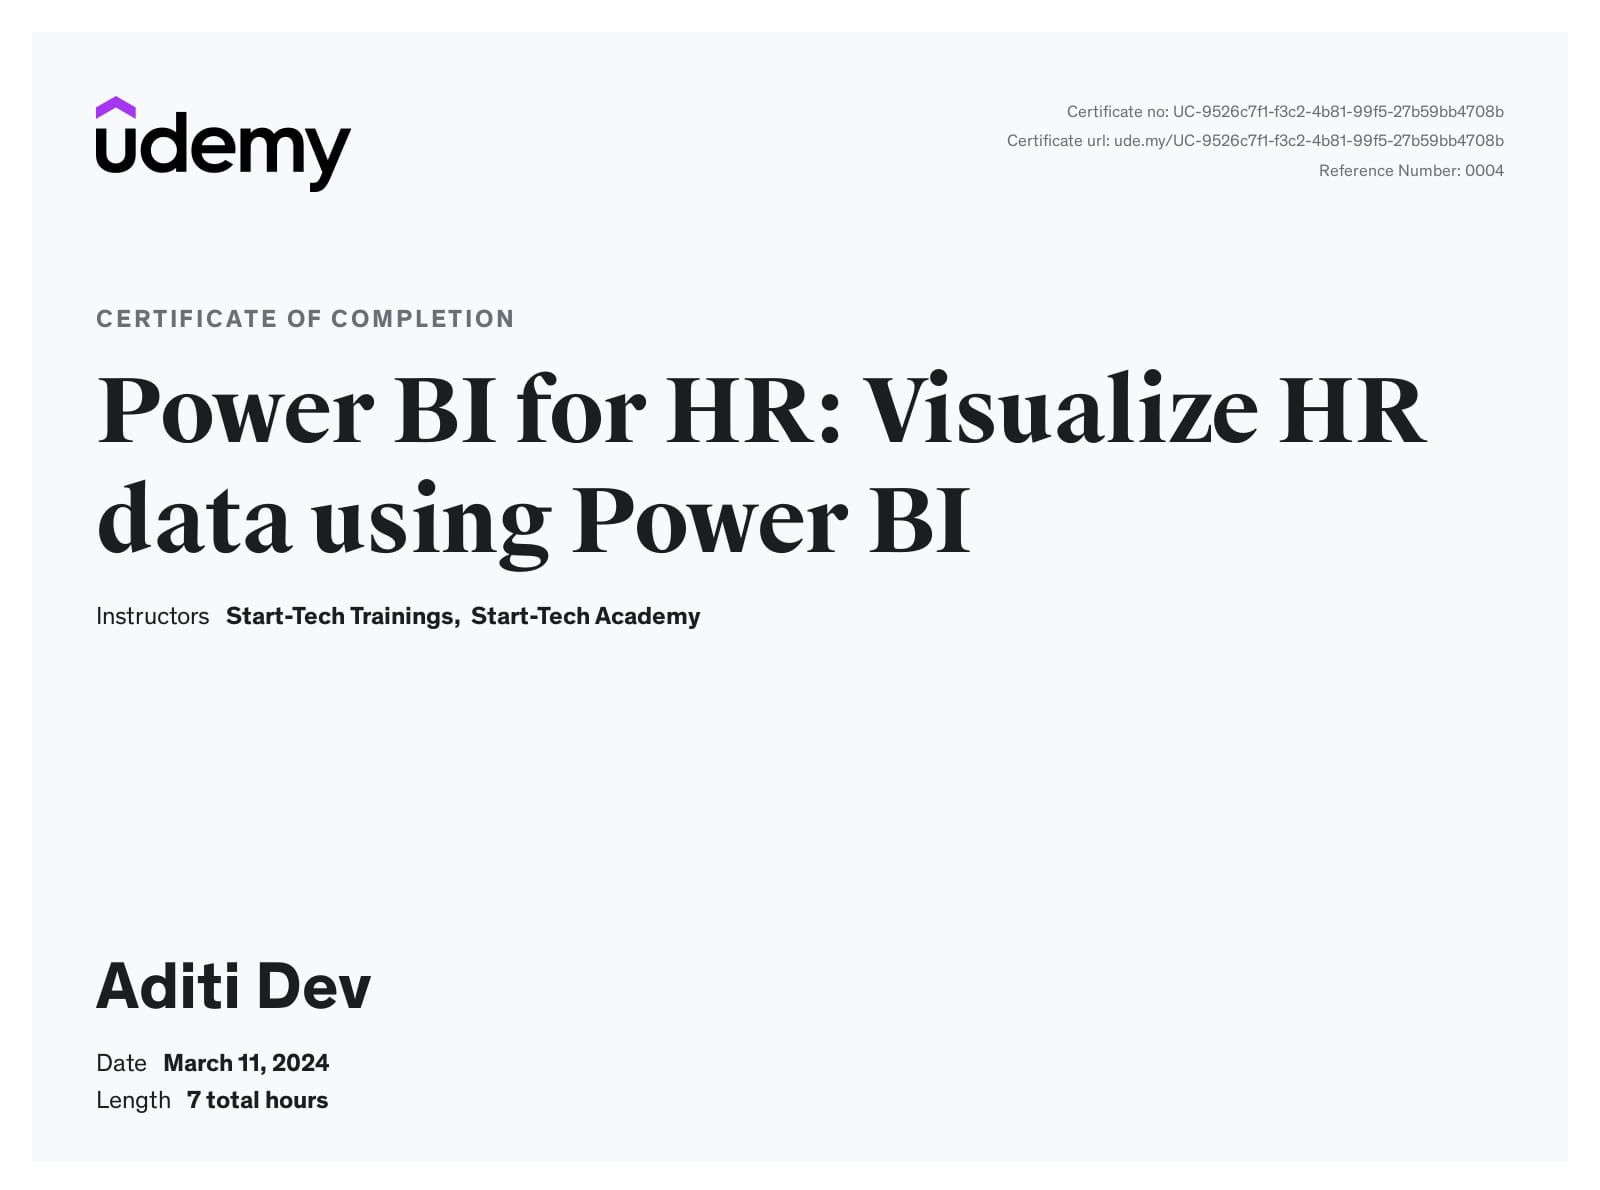 udemy
Certificate no: UC-9526c7f1-f3c2-4b81-99f5-27b59bb4708b
Certificate url: ude.my/UC-9526c7f1-f3c2-4b81-99f5-27b59bb4708b
Reference Number: 0004
CERTIFICATE OF COMPLETION
Power BI for HR: Visualize HR
data using Power BI
Instructors Start-Tech Trainings, Start-Tech Academy
Aditi Dev
Date March 11, 2024
Length 7 total hours